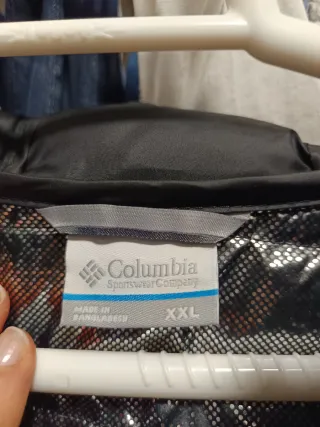 Columbia
Sportswear Company
MADE IN
BANGLADESH
XXL